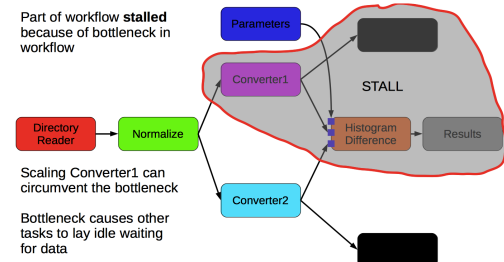 Part of workflow stalled
because of bottleneck in
workflow
Parameters
Converter1
STALL
Directory
Reader
Normalize
Histogram
Difference
Results
Scaling Converter1 can
circumvent the bottleneck
Converter2
Bottleneck causes other
tasks to lay idle waiting
for data